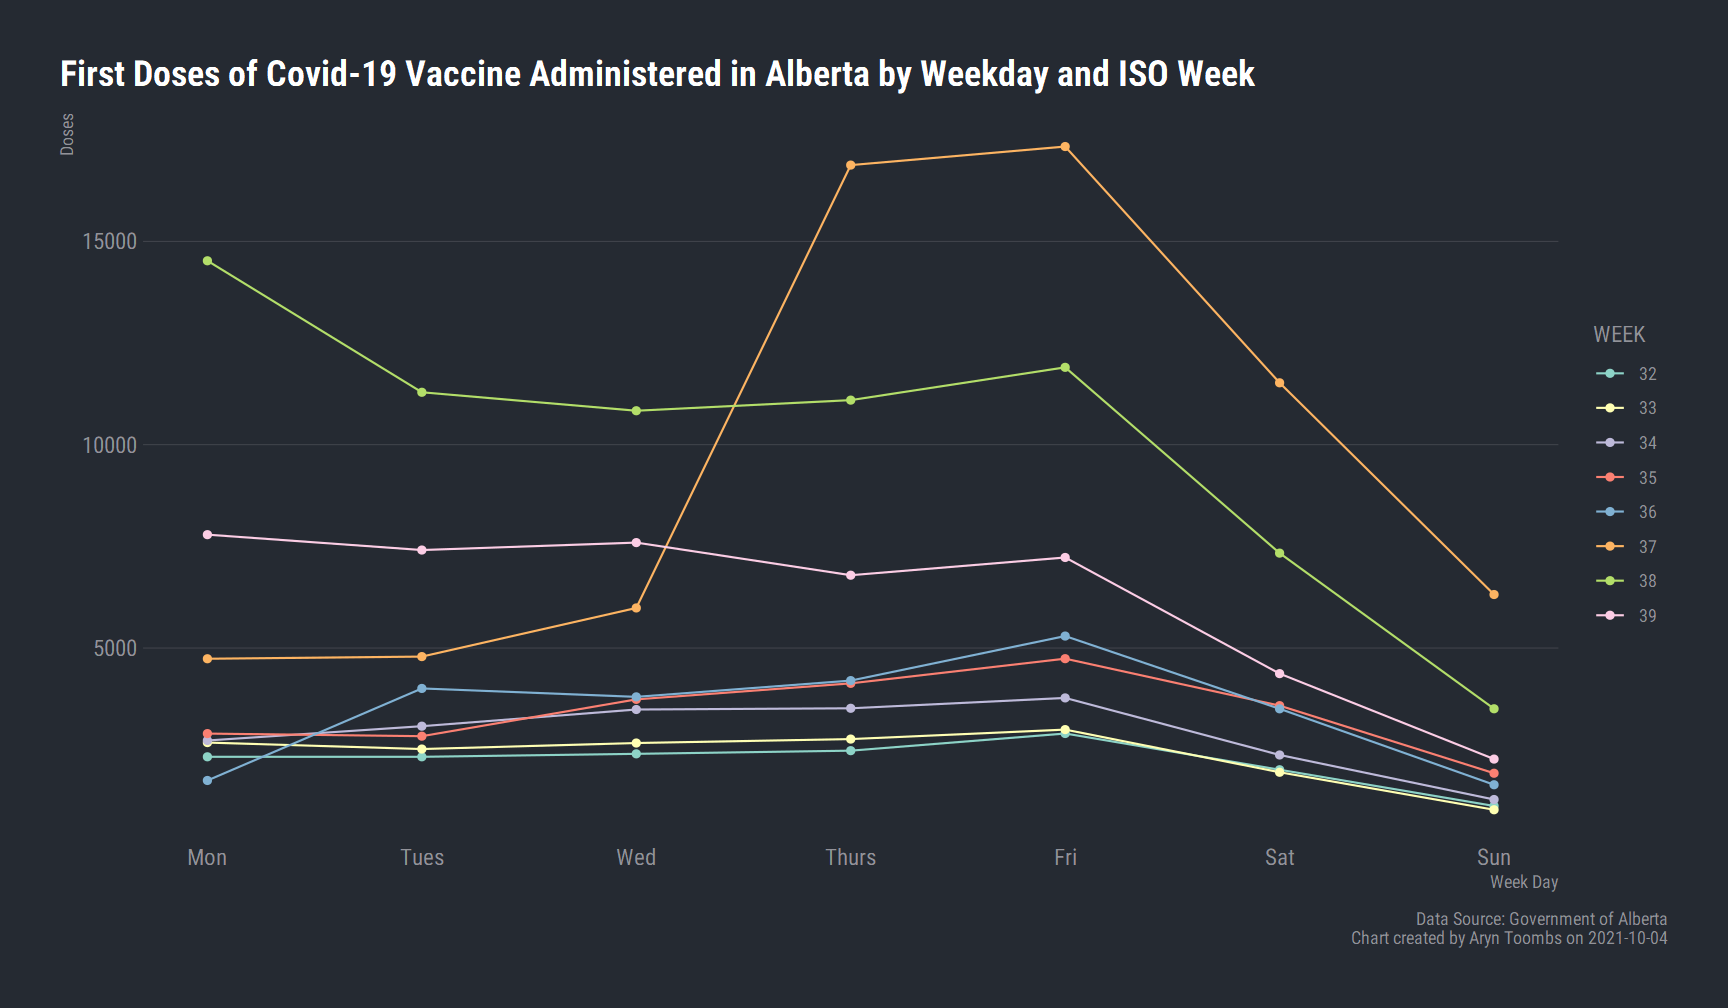 First Doses of Covid-19 Vaccine Administered in Alberta by Weekday and ISO Week
Doses
15000
10000
5000
Mon Tues Wed Thurs Fri Sat Sun
Week Day
WEEK
32
33
34
35
36
37
38
39
Data Source: Government of Alberta
Chart created by Aryn Toombs on 2021-10-04